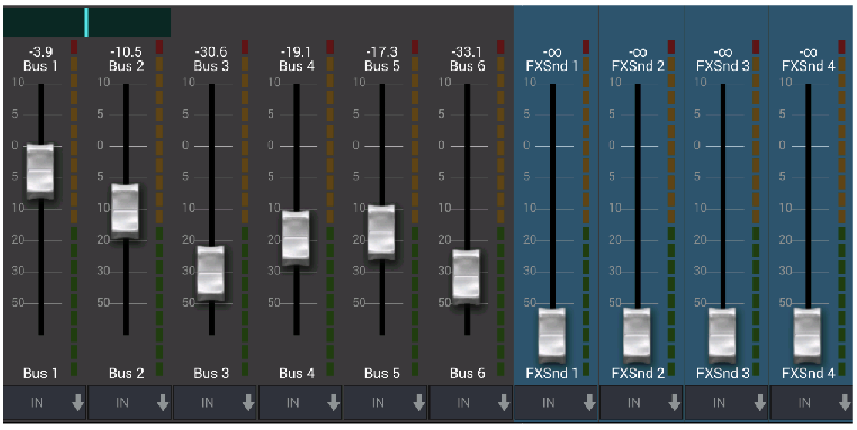 -3.9 -10.5 -30.6 -19.1 -17.3 -33.1 -∞ -∞ -∞ -∞
Bus 1 Bus 2 Bus 3 Bus 4 Bus 5 Bus 6 FXSnd 1 FXSnd 2 FXSnd 3 FXSnd 4
10 10 10 10 10 10 10 10 10 10
5 5 5 5 5 5 5 5 5 5
0 0 0 0 0 0 0 0 0 0
5 5 5 5 5 5 5 5 5 5
10 10 10 10 10 10 10 10 10 10
20 20 20 20 20 20 20 20 20 20
30 30 30 30 30 30 30 30 30 30
50 50 50 50 50 50 50 50 50 50
Bus 1 Bus 2 Bus 3 Bus 4 Bus 5 Bus 6 FXSnd 1 FXSnd 2 FXSnd 3 FXSnd 4
IN IN IN IN IN IN IN IN IN IN